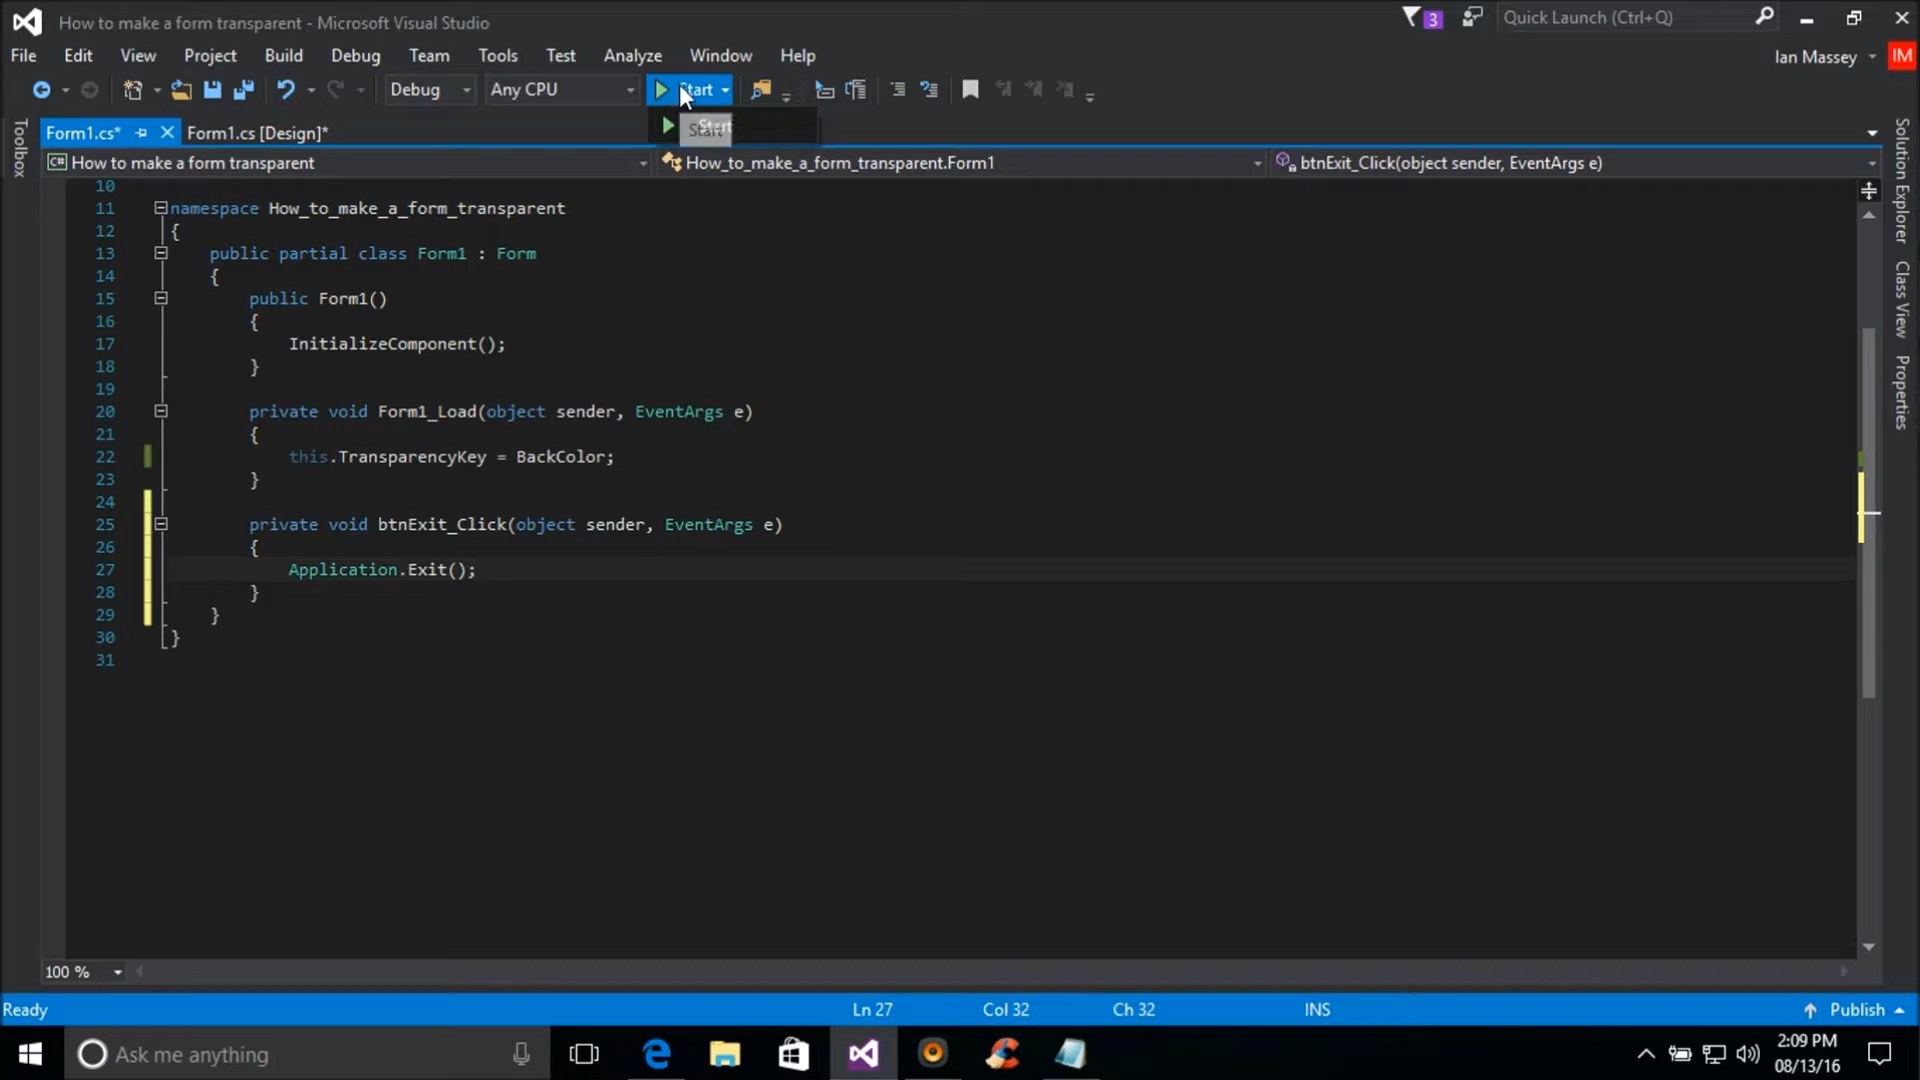 How to make a form transparent - Microsoft Visual Studio
3
Quick Launch (Ctrl+Q)
File Edit View Project Build Debug Team Tools Test Analyze Window Help
Ian Massey
IM
Debug
Any CPU
Start
Start
Start
Toolbox
Form1.cs*
Form1.cs [Design]*
C# How to make a form transparent
How_to_make_a_form_transparent.Form1
btnExit_Click(object sender, EventArgs e)
Solution Explorer
Class View
Properties
10
11 namespace How_to_make_a_form_transparent
12 {
13 public partial class Form1 : Form
14 {
15 public Form1()
16 {
17 InitializeComponent();
18 }
19
20 private void Form1_Load(object sender, EventArgs e)
21 {
22 this.TransparencyKey = BackColor;
23 }
24
25 private void btnExit_Click(object sender, EventArgs e)
26 {
27 Application.Exit();
28 }
29 }
30 }
31
100 %
Ready
Ln 27
Col 32
Ch 32
INS
Publish
Ask me anything
2:09 PM
08/13/16